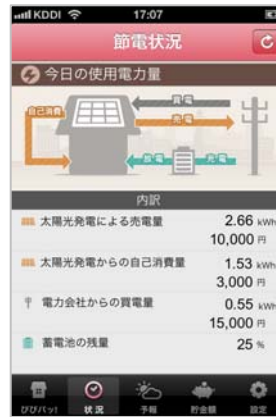 KDDI 17:07
節電状況
今日の使用電力量
買電
自己消費
売電
放電 充電
内訳
太陽光発電による売電量 2.66 kWh
10,000 円
太陽光発電からの自己消費量 1.53 kWh
3,000 円
電力会社からの買電量 0.55 kWh
15,000 円
蓄電池の残量 25 %
びびパッ! 状況 予報 貯金額 設定